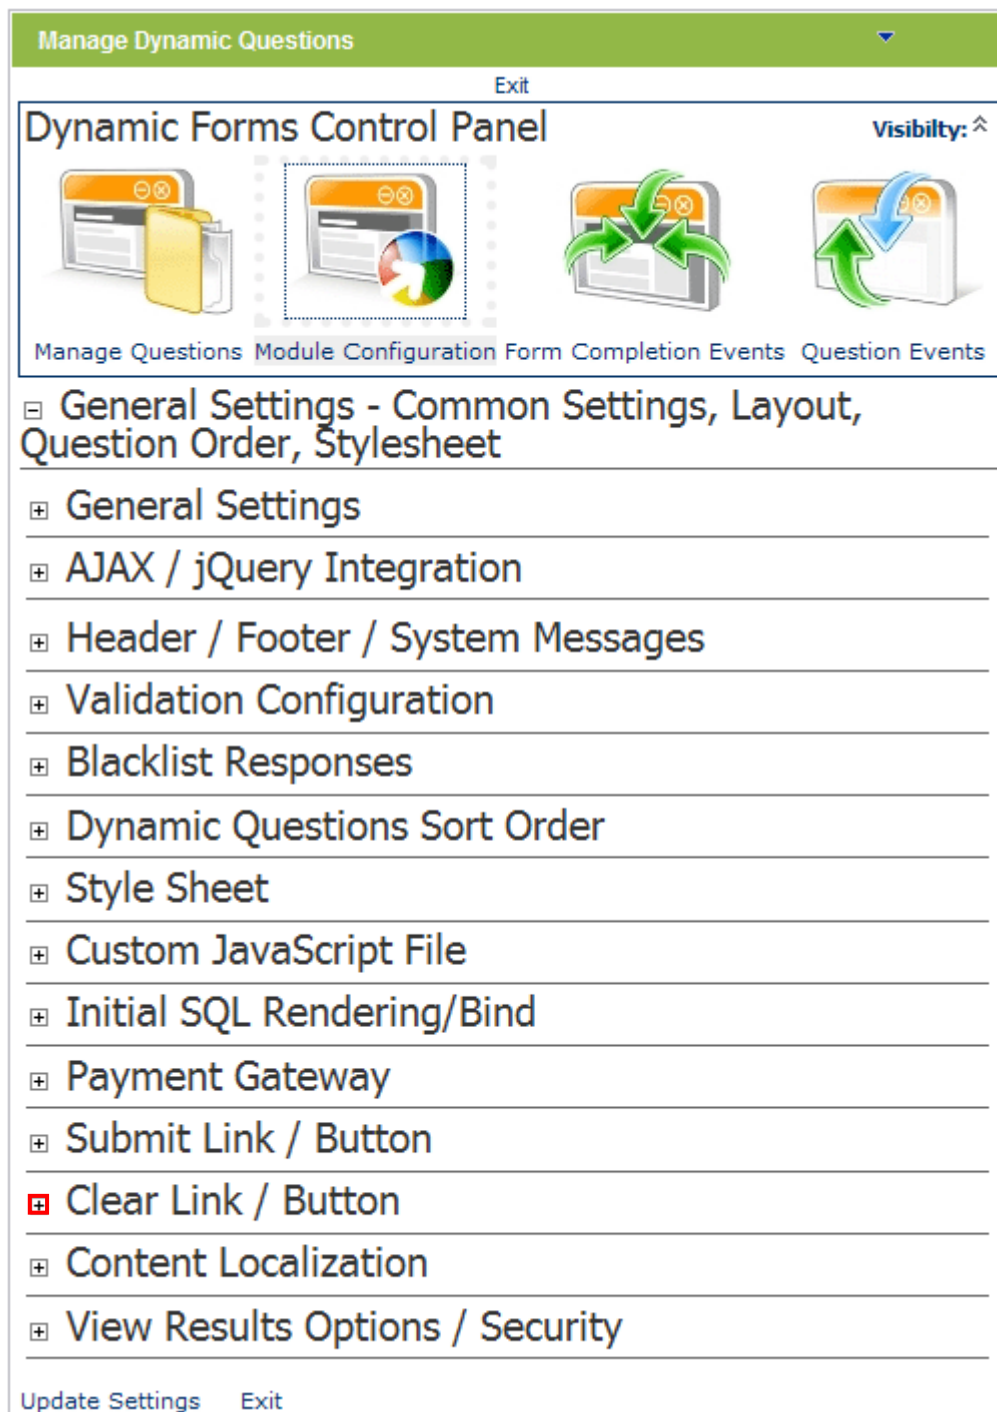 Manage Dynamic Questions
Exit
Dynamic Forms Control Panel
Visibilty:
Manage Questions Module Configuration Form Completion Events Question Events
General Settings - Common Settings, Layout,
Question Order, Stylesheet
General Settings
AJAX / jQuery Integration
Header / Footer / System Messages
Validation Configuration
Blacklist Responses
Dynamic Questions Sort Order
Style Sheet
Custom JavaScript File
Initial SQL Rendering/Bind
Payment Gateway
Submit Link / Button
Clear Link / Button
Content Localization
View Results Options / Security
Update Settings Exit